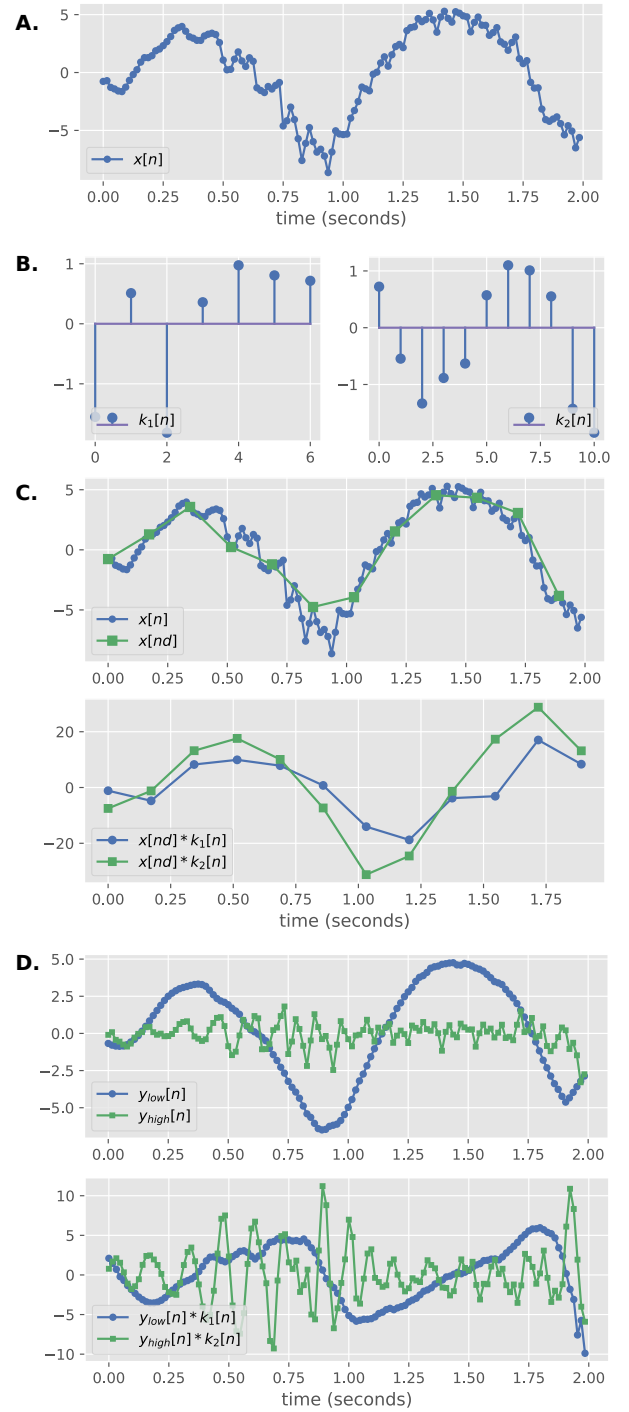 A.
5
0
−5
x[n]
0.00 0.25 0.50 0.75 1.00 1.25 1.50 1.75 2.00
time (seconds)
B.
1
0
−1
k1[n]
0 2 4 6
1
0
−1
k2[n]
0.0 2.5 5.0 7.5 10.0
C.
5
0
−5
x[n]
x[nd]
0.00 0.25 0.50 0.75 1.00 1.25 1.50 1.75 2.00
20
0
−20
x[nd] * k1[n]
x[nd] * k2[n]
0.00 0.25 0.50 0.75 1.00 1.25 1.50 1.75
time (seconds)
D.
5.0
2.5
0.0
−2.5
−5.0
ylow[n]
yhigh[n]
0.00 0.25 0.50 0.75 1.00 1.25 1.50 1.75 2.00
10
5
0
−5
−10
ylow[n] * k1[n]
yhigh[n] * k2[n]
0.00 0.25 0.50 0.75 1.00 1.25 1.50 1.75 2.00
time (seconds)